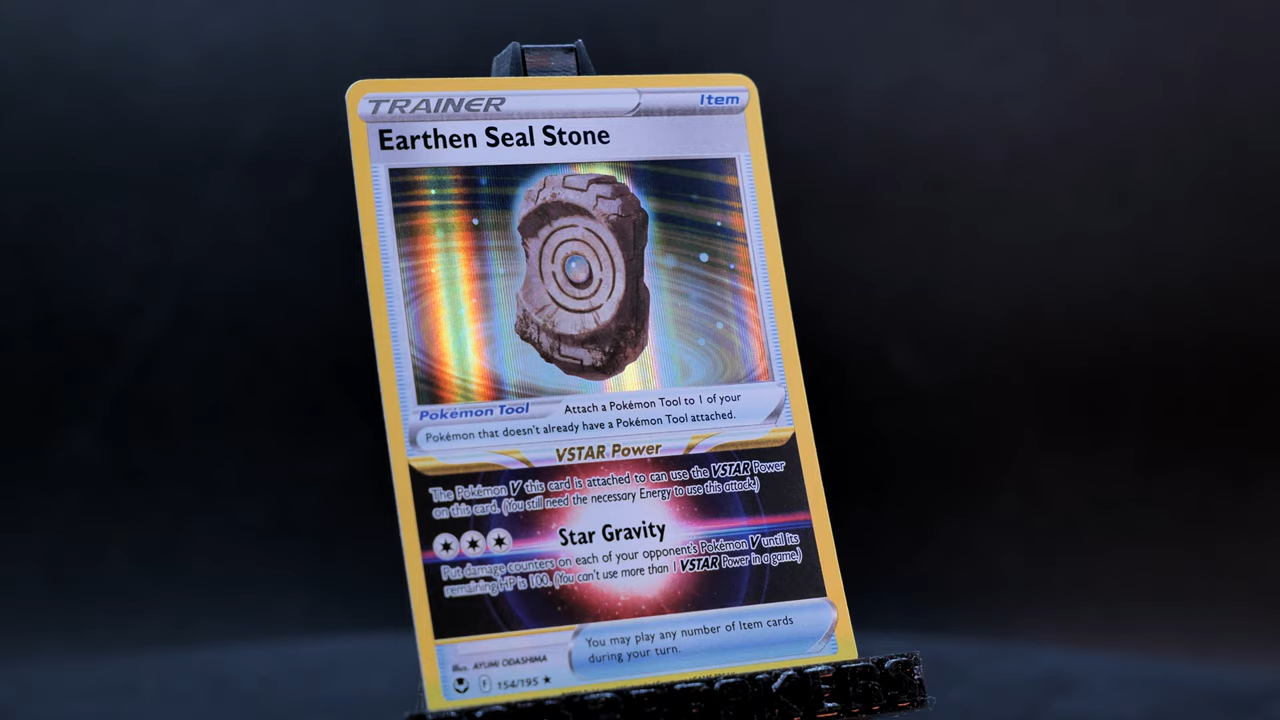 TRAINER Item
Earthen Seal Stone
Pokémon Tool Attach a Pokémon Tool to 1 of your
Pokémon that doesn't already have a Pokémon Tool attached.
VSTAR Power
The Pokémon V this card is attached to can use the VSTAR Power
on this card. (You still need the necessary Energy to use this attack.)
Star Gravity
Put damage counters on each of your opponent's Pokémon V until its
remaining HP is 100. (You can't use more than 1 VSTAR Power in a game.)
You may play any number of Item cards
during your turn.
Illus. AYUMI ODASHIMA
F 154/195 ★